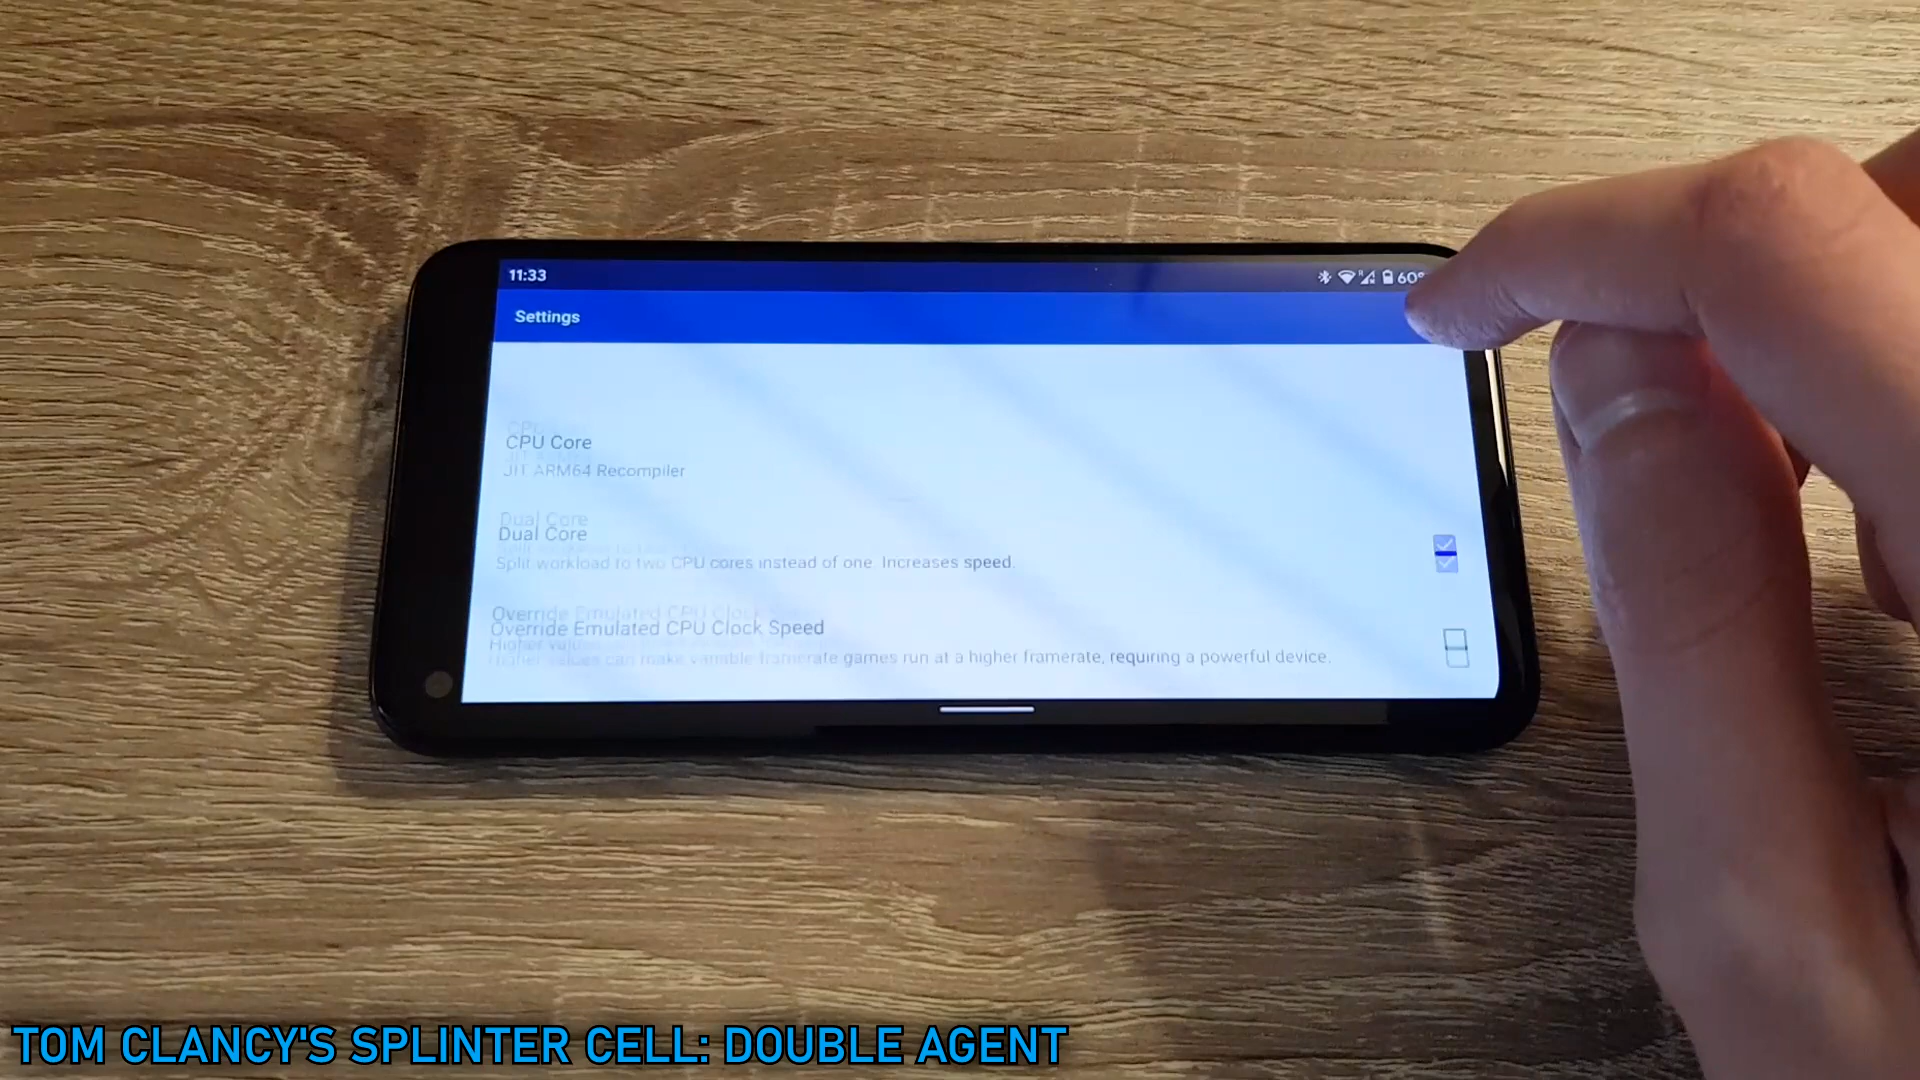 11:33
60%
Settings
CPU Core
JIT ARM64 Recompiler
Dual Core
Split workload to two CPU cores instead of one. Increases speed.
Override Emulated CPU Clock Speed
Higher values can make variable framerate games run at a higher framerate, requiring a powerful device.
TOM CLANCY'S SPLINTER CELL: DOUBLE AGENT